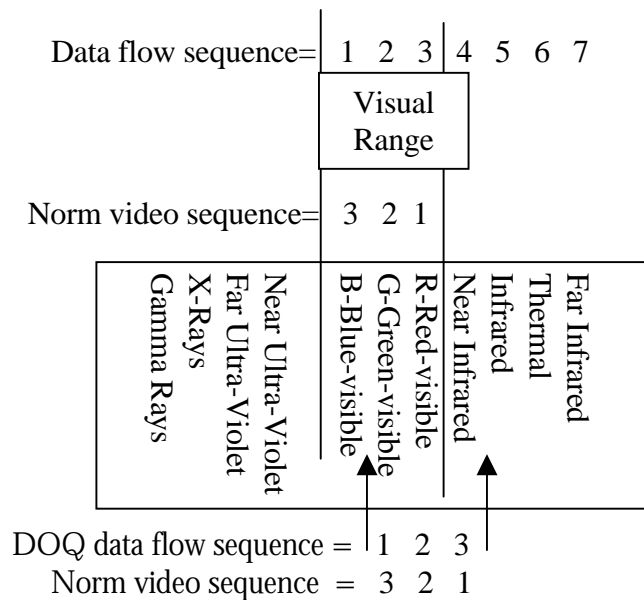 Data flow sequence= 1 2 3 4 5 6 7
Visual
Range
Norm video sequence= 3 2 1
Gamma Rays
X-Rays
Far Ultra-Violet
Near Ultra-Violet
B-Blue-visible
G-Green-visible
R-Red-visible
Near Infrared
Infrared
Thermal
Far Infrared
DOQ data flow sequence = 1 2 3
Norm video sequence = 3 2 1